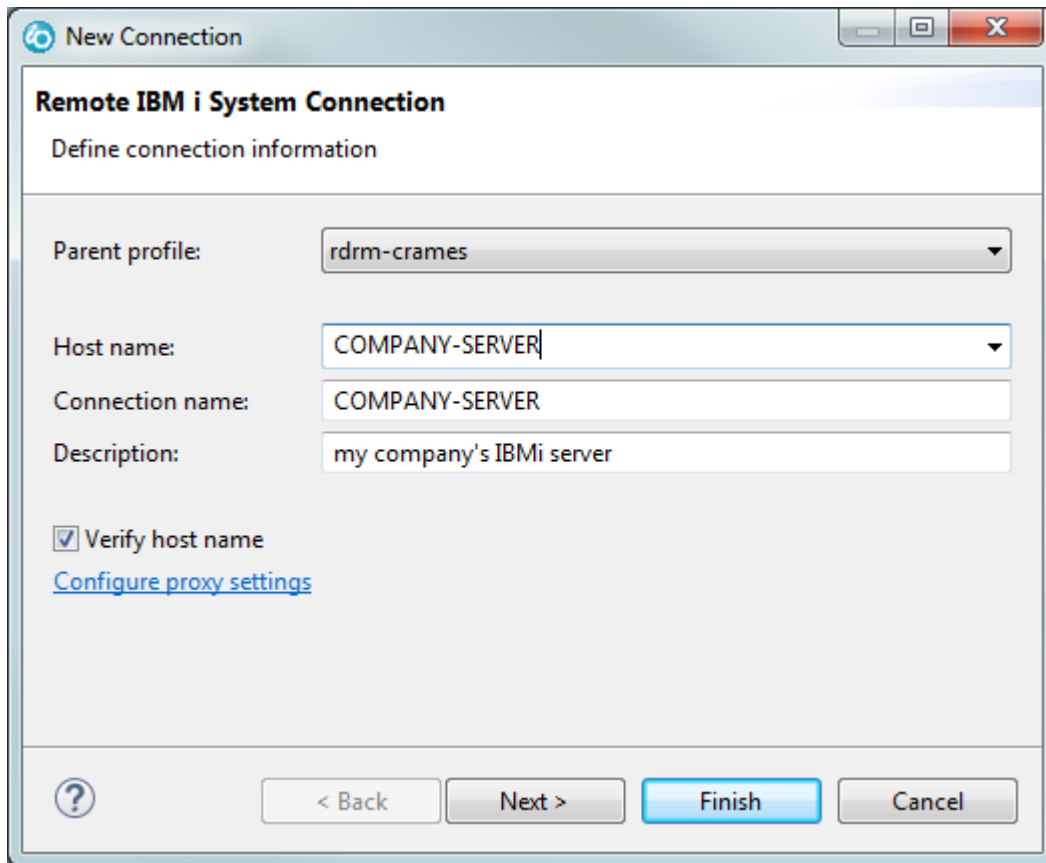 New Connection
Remote IBM i System Connection
Define connection information
Parent profile: rdrm-crames
Host name: COMPANY-SERVER
Connection name: COMPANY-SERVER
Description: my company's IBMi server
Verify host name
Configure proxy settings
? < Back Next > Finish Cancel